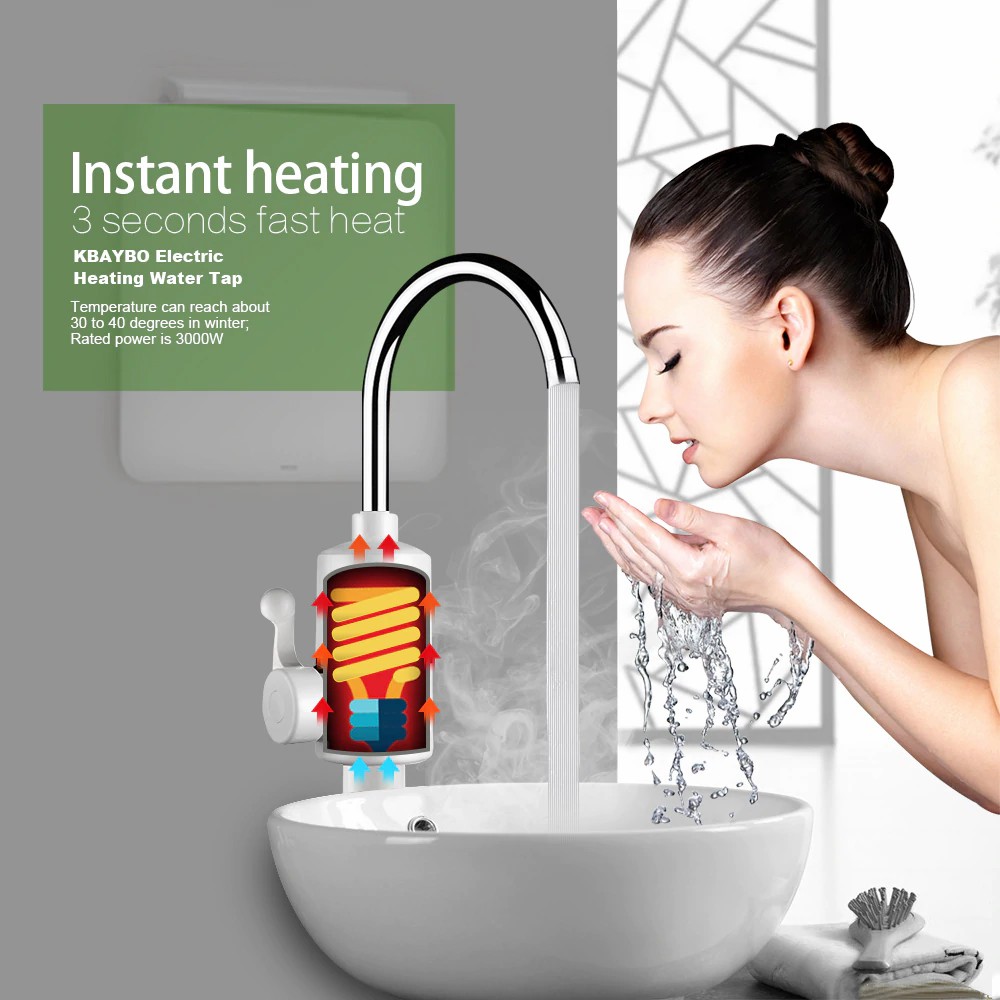 Instant heating
3 seconds fast heat
KBAYBO Electric
Heating Water Tap
Temperature can reach about
30 to 40 degrees in winter;
Rated power is 3000W